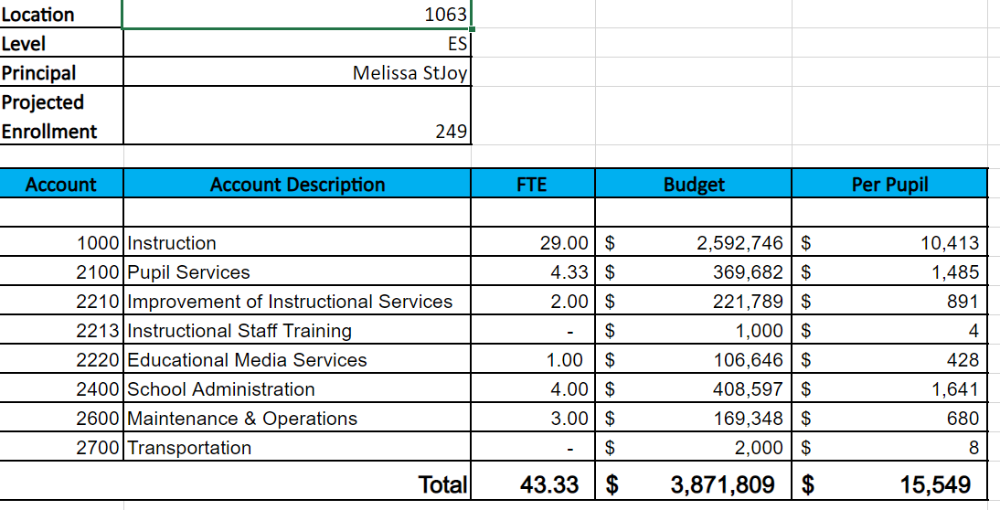 Location 1063
Level ES
Principal Melissa StJoy
Projected
Enrollment 249
Account Account Description FTE Budget Per Pupil
1000 Instruction 29.00 $ 2,592,746 $ 10,413
2100 Pupil Services 4.33 $ 369,682 $ 1,485
2210 Improvement of Instructional Services 2.00 $ 221,789 $ 891
2213 Instructional Staff Training - $ 1,000 $ 4
2220 Educational Media Services 1.00 $ 106,646 $ 428
2400 School Administration 4.00 $ 408,597 $ 1,641
2600 Maintenance & Operations 3.00 $ 169,348 $ 680
2700 Transportation - $ 2,000 $ 8
Total 43.33 $ 3,871,809 $ 15,549